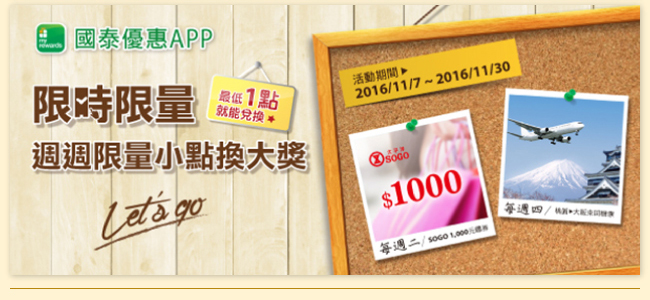 my rewards
國泰優惠APP
限時限量
最低1點
就能兌換★
週週限量小點換大獎
Let's go
活動期間▶
2016/11/7 ~ 2016/11/30
太平洋
SOGO
$1000
每週二/ SOGO 1,000元禮券
每週四/ 桃園▶大阪來回機票